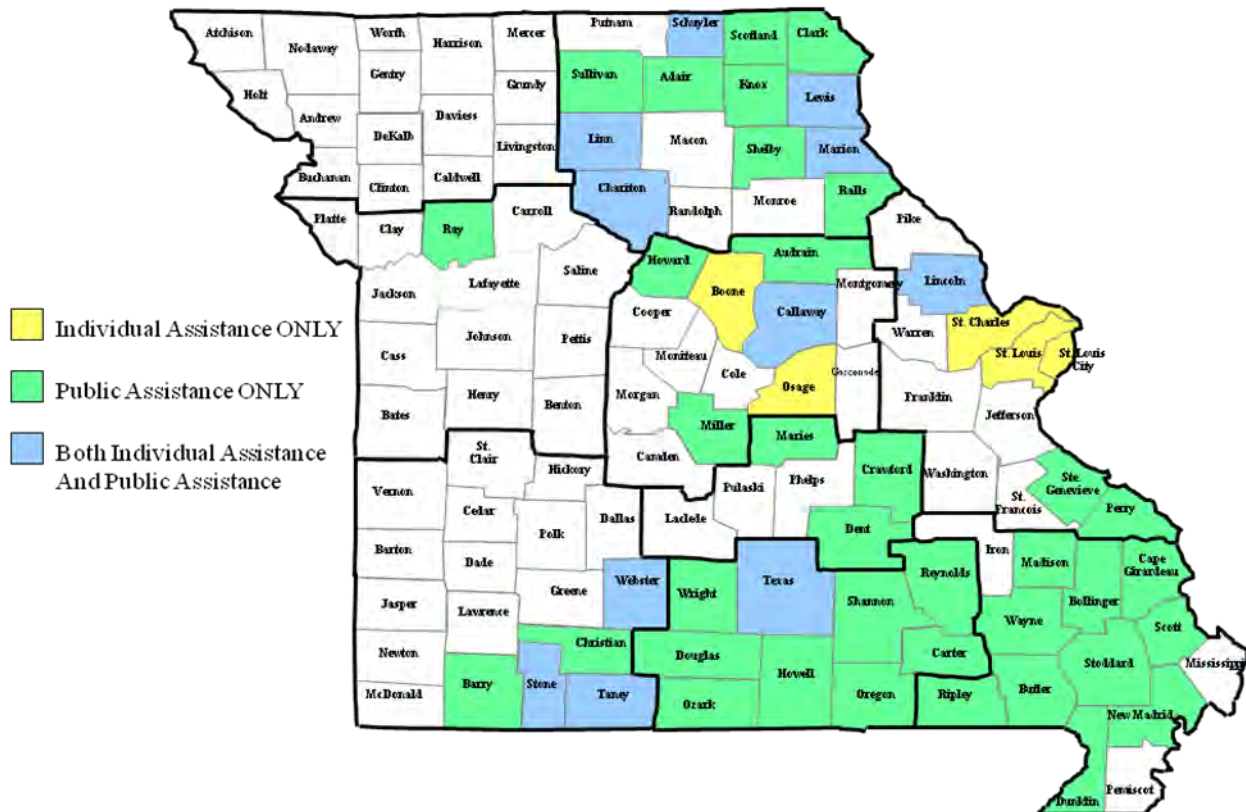 Atchison
Nodaway
Worth
Harrison
Mercer
Putnam
Schuyler
Scotland
Clark
Gentry
Holt
Grundy
Sullivan
Adair
Knox
Lewis
Andrew
DeKalb
Daviess
Livingston
Linn
Macon
Shelby
Marion
Buchanan
Clinton
Caldwell
Chariton
Randolph
Monroe
Ralls
Platte
Clay
Ray
Carroll
Pike
Howard
Audrain
Saline
Boone
Montgomery
Lincoln
Jackson
Lafayette
Cooper
Callaway
Warren
St. Charles
Individual Assistance ONLY
Cass
Johnson
Pettis
Moniteau
Cole
Osage
Gasconade
St. Louis
St. Louis
City
Public Assistance ONLY
Bates
Henry
Benton
Morgan
Miller
Maries
Franklin
Jefferson
Both Individual Assistance
And Public Assistance
St.
Clair
Hickory
Camden
Pulaski
Phelps
Crawford
Washington
St.
Francois
Ste.
Genevieve
Perry
Vernon
Cedar
Polk
Dallas
Laclede
Dent
Iron
Madison
Cape
Girardeau
Barton
Dade
Greene
Webster
Wright
Texas
Shannon
Reynolds
Bollinger
Jasper
Lawrence
Wayne
Scott
Newton
Christian
Douglas
Howell
Carter
Stoddard
Mississippi
McDonald
Barry
Stone
Taney
Ozark
Oregon
Ripley
Butler
New Madrid
Dunklin
Pemiscot